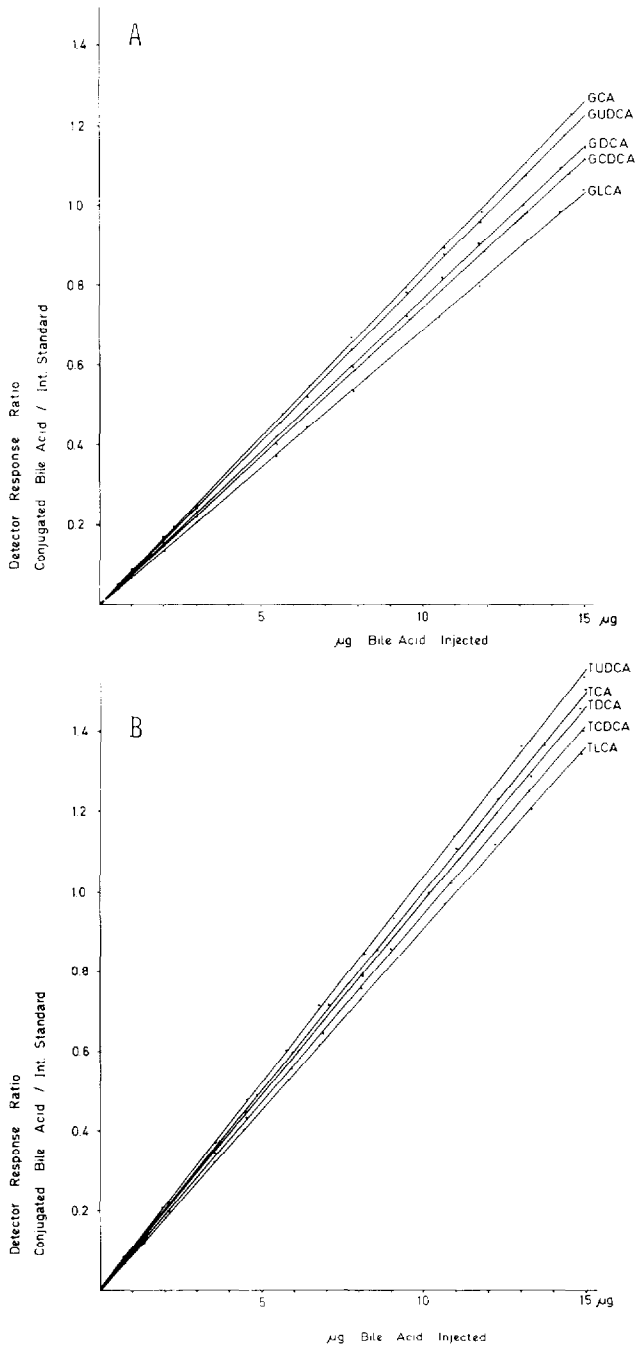 A
1.4
1.2
1.0
0.8
0.6
0.4
0.2
GCA
GUDCA
GDCA
GCDCA
GLCA
Detector Response Ratio
Conjugated Bile Acid / Int. Standard
5
10
15 µg
µg Bile Acid Injected
B
1.4
1.2
1.0
0.8
0.6
0.4
0.2
TUDCA
TCA
TDCA
TCDCA
TLCA
Detector Response Ratio
Conjugated Bile Acid / Int. Standard
5
10
15 µg
µg Bile Acid Injected